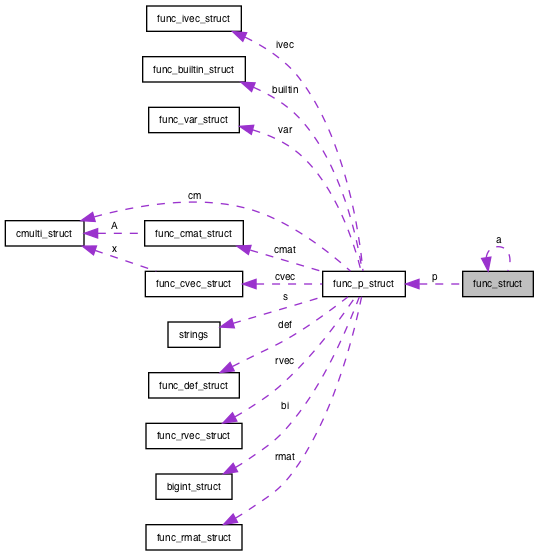 func_ivec_struct
ivec
func_builtin_struct
builtin
func_var_struct
var
cm
cmulti_struct
A
func_cmat_struct
cmat
x
func_cvec_struct
cvec
func_p_struct
p
func_struct
a
s
strings
def
func_def_struct
rvec
func_rvec_struct
bi
bigint_struct
rmat
func_rmat_struct